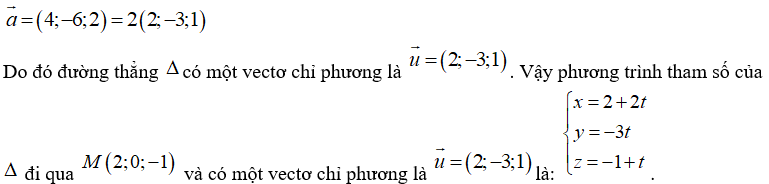 \vec{a} = (4;−6;2) = 2(2;−3;1)
Do đó đường thẳng Δ có một vectơ chỉ phương là \vec{u} = (2;−3;1). Vậy phương trình tham số của
Δ đi qua M(2;0;−1) và có một vectơ chỉ phương là \vec{u} = (2;−3;1) là: \begin{cases} x = 2 + 2t \\ y = −3t \\ z = −1 + t \end{cases}.